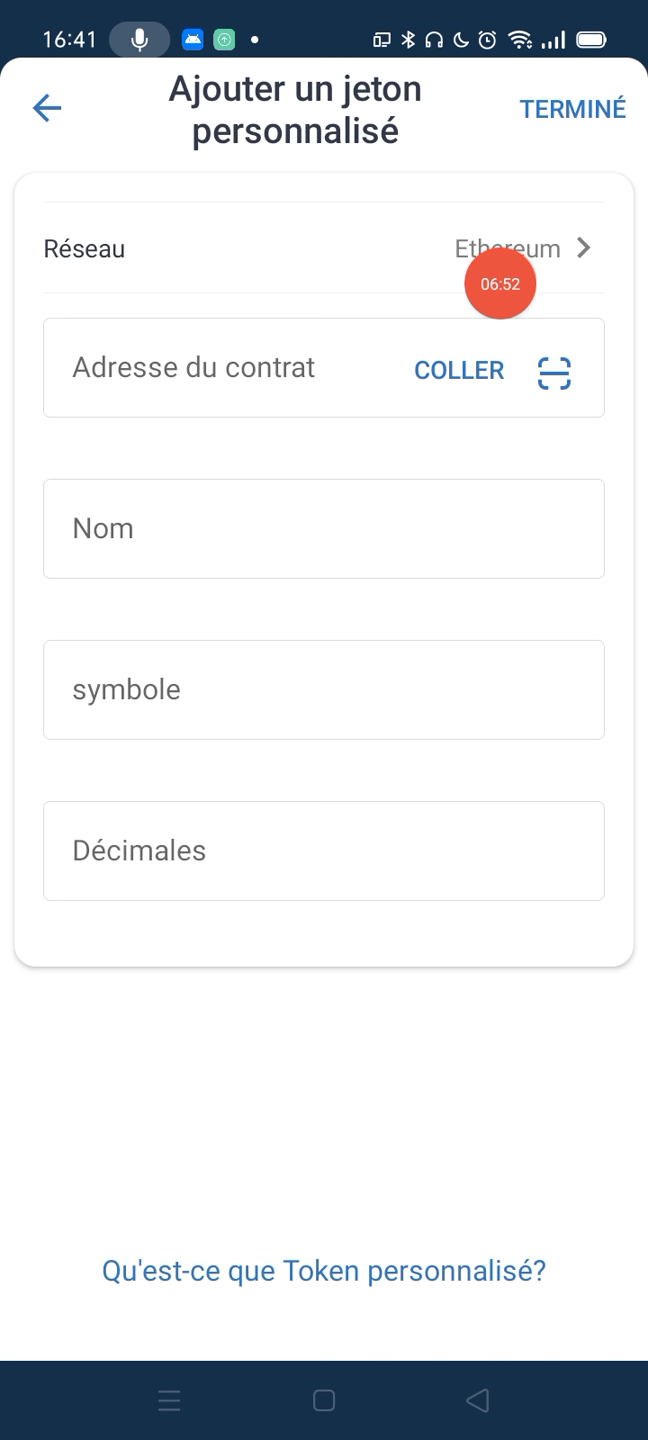 16:41
Ajouter un jeton
personnalisé
TERMINÉ
Réseau
Ethereum
06:52
Adresse du contrat
COLLER
Nom
symbole
Décimales
Qu'est-ce que Token personnalisé?